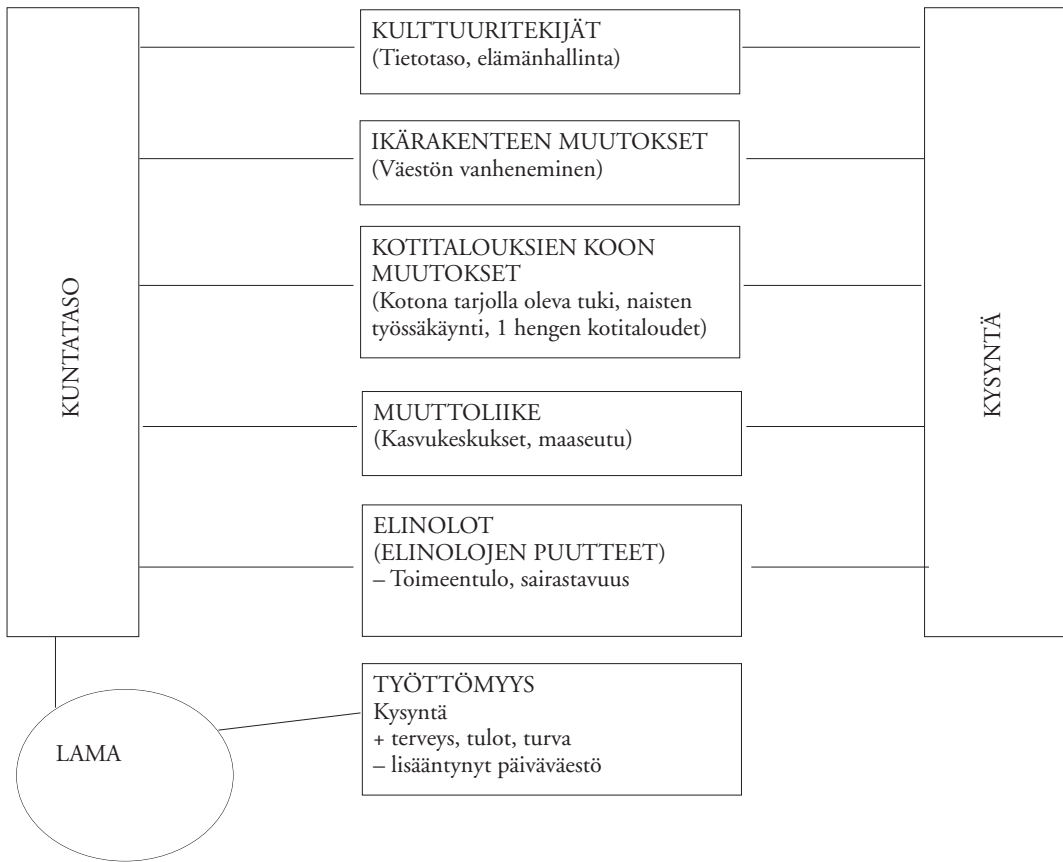 KUNTATASO
KULTTUURITEKIJÄT
(Tietotaso, elämänhallinta)
IKÄRAKENTEEN MUUTOKSET
(Väestön vanheneminen)
KOTITALOUKSIEN KOON
MUUTOKSET
(Kotona tarjolla oleva tuki, naisten
työssäkäynti, 1 hengen kotitaloudet)
MUUTTOLIIKE
(Kasvukeskukset, maaseutu)
ELINOLOT
(ELINOLOJEN PUUTTEET)
– Toimeentulo, sairastavuus
KYSYNTÄ
LAMA
TYÖTTÖMYYS
Kysyntä
+ terveys, tulot, turva
– lisääntynyt päiväväestö